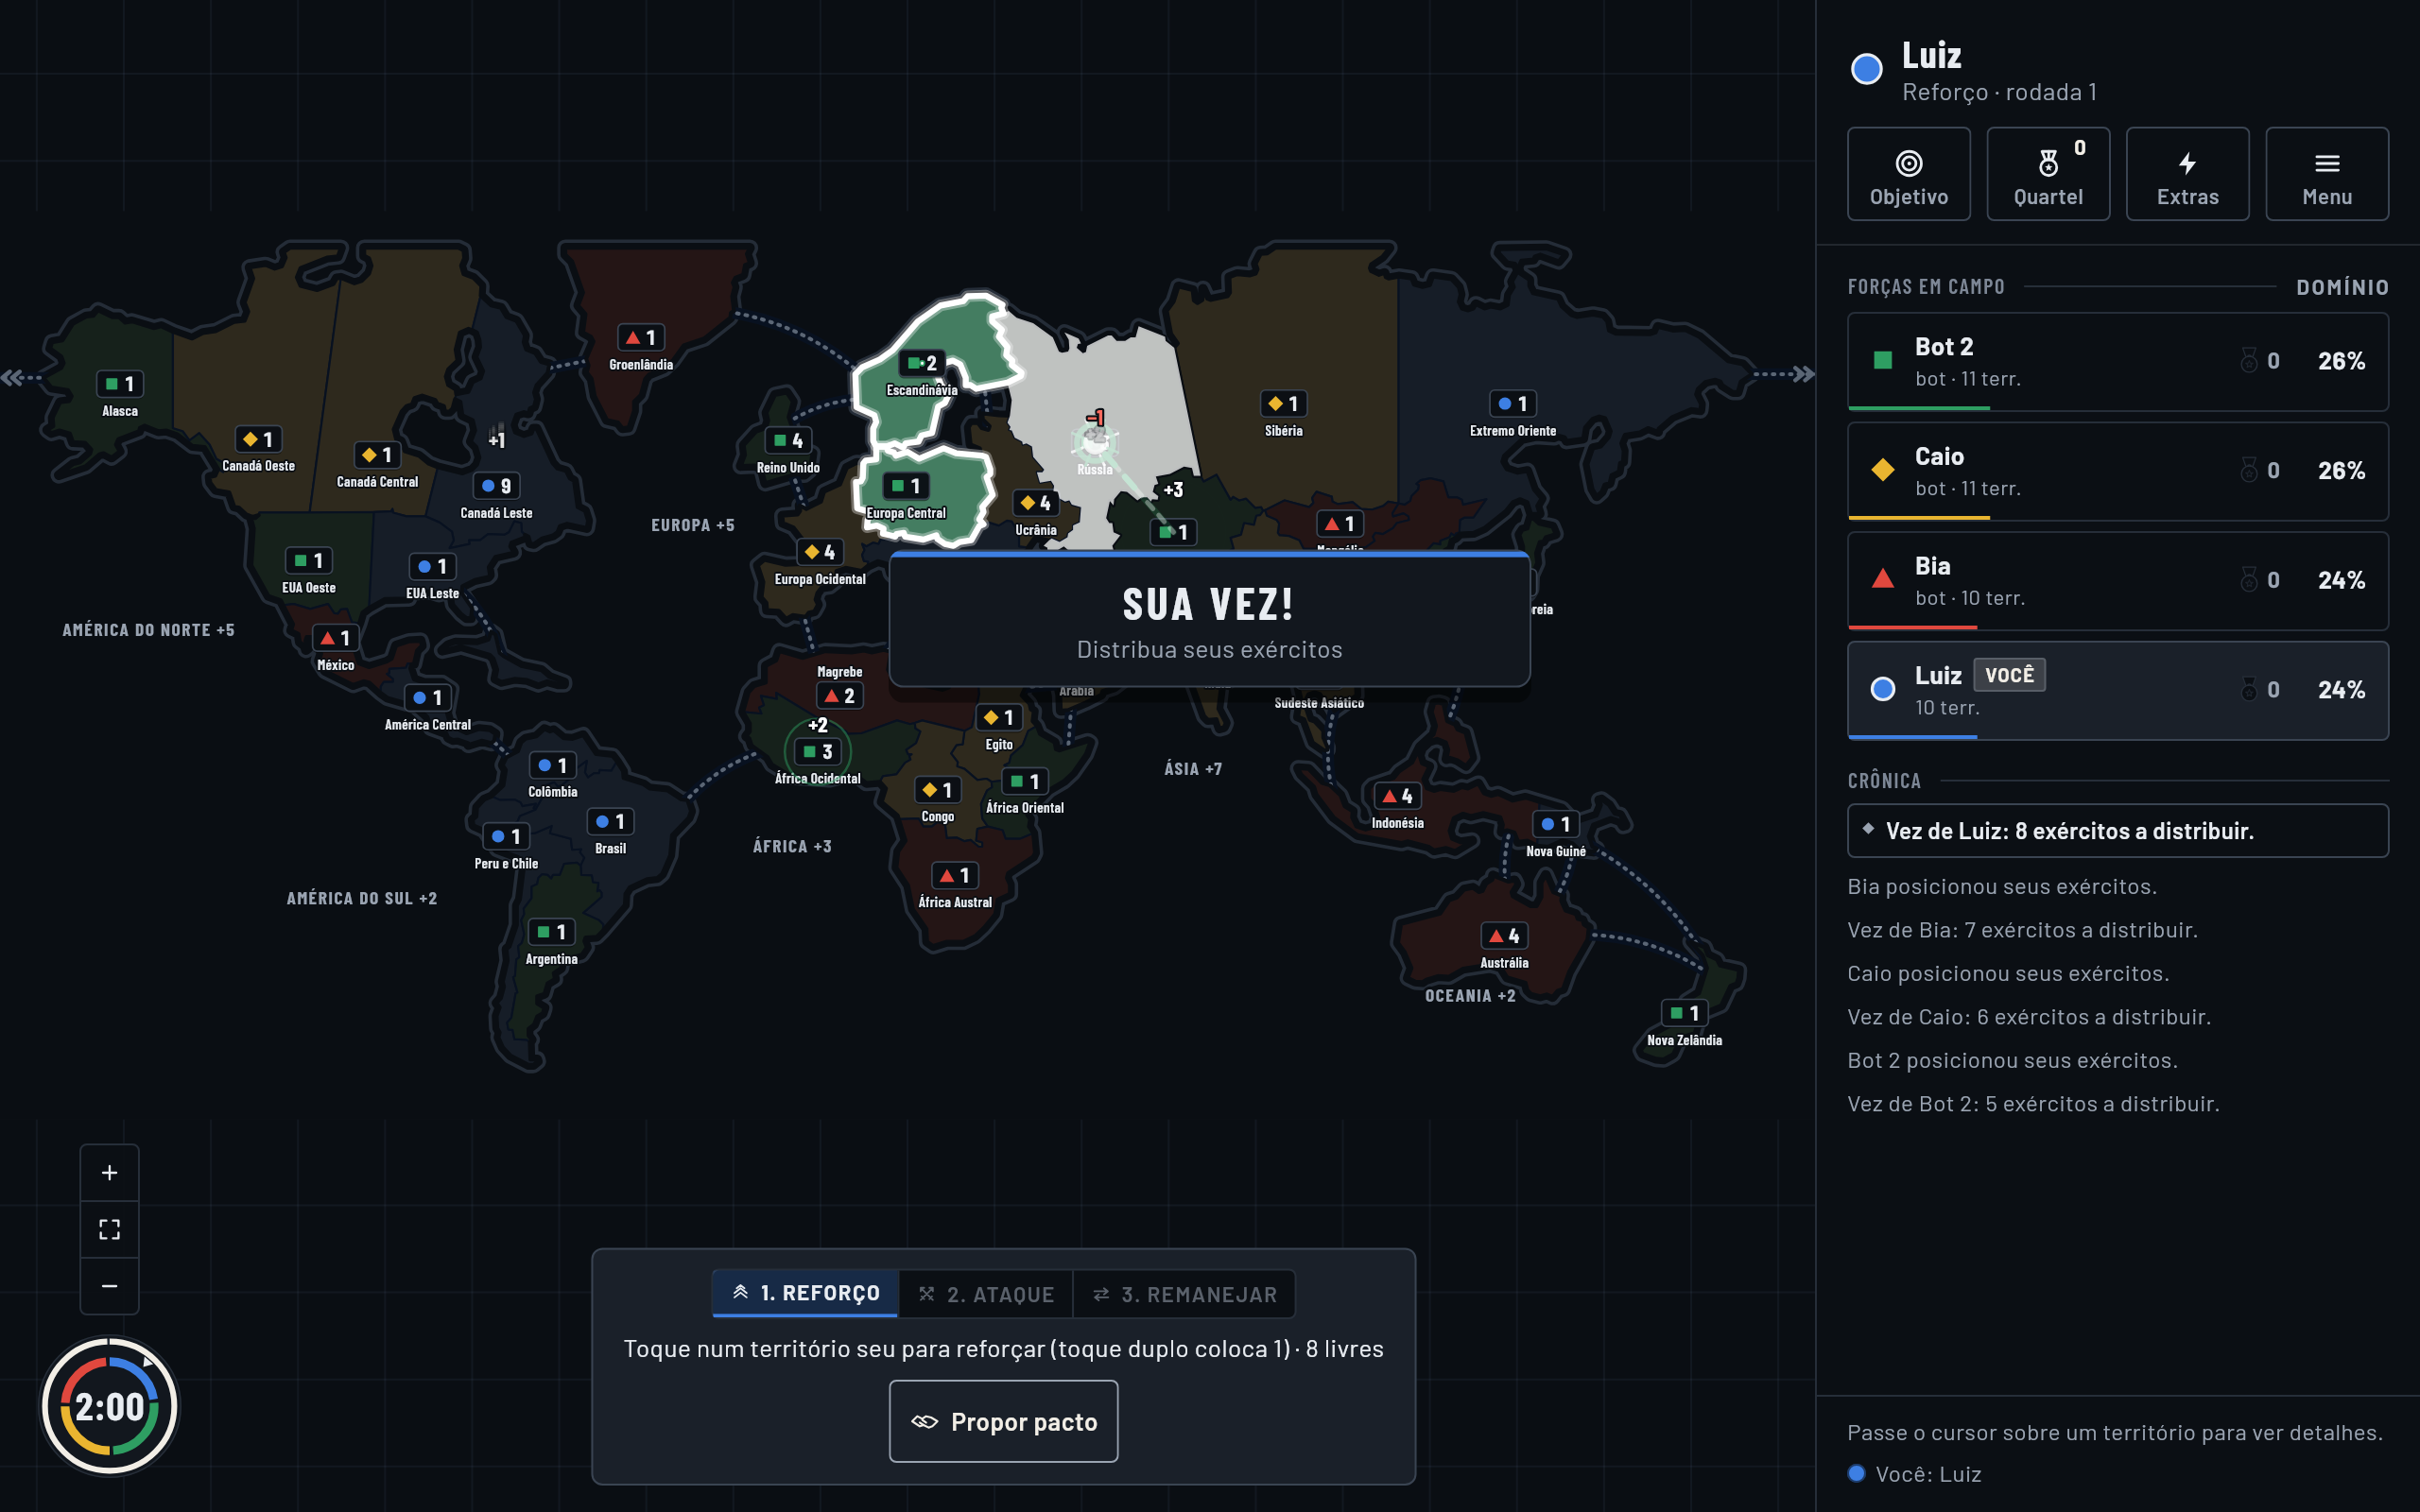 Luiz
Reforço · rodada 1
Objetivo
0
Quartel
Extras
Menu
FORÇAS EM CAMPO
DOMÍNIO
Bot 2
bot · 11 terr.
0
26%
Caio
bot · 11 terr.
0
26%
Bia
bot · 10 terr.
0
24%
Luiz VOCÊ
10 terr.
0
24%
CRÔNICA
Vez de Luiz: 8 exércitos a distribuir.
Bia posicionou seus exércitos.
Vez de Bia: 7 exércitos a distribuir.
Caio posicionou seus exércitos.
Vez de Caio: 6 exércitos a distribuir.
Bot 2 posicionou seus exércitos.
Vez de Bot 2: 5 exércitos a distribuir.
Passe o cursor sobre um território para ver detalhes.
Você: Luiz
1
Alasca
1
Canadá Oeste
1
Canadá Central
+1
9
Canadá Leste
1
Groenlândia
1
EUA Oeste
1
EUA Leste
1
México
1
América Central
AMÉRICA DO NORTE +5
1
Colômbia
1
Peru e Chile
1
Brasil
1
Argentina
AMÉRICA DO SUL +2
2
Escandinávia
4
Reino Unido
1
Europa Central
4
Ucrânia
4
Europa Ocidental
EUROPA +5
-1
Rússia
+3
1
1
Sibéria
1
Extremo Oriente
1
SUA VEZ!
Distribua seus exércitos
Arábia
Sudeste Asiático
ÁSIA +7
Magrebe
2
+2
3
África Ocidental
1
Egito
1
Congo
1
África Oriental
1
África Austral
ÁFRICA +3
4
Indonésia
1
Nova Guiné
4
Austrália
OCEANIA +2
1
Nova Zelândia
+
−
2:00
1. REFORÇO
2. ATAQUE
3. REMANEJAR
Toque num território seu para reforçar (toque duplo coloca 1) · 8 livres
Propor pacto